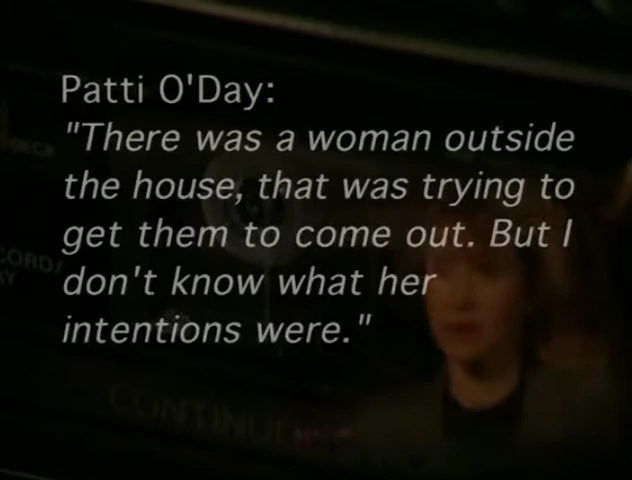 Patti O'Day:
"There was a woman outside
the house, that was trying to
get them to come out. But I
don't know what her
intentions were."